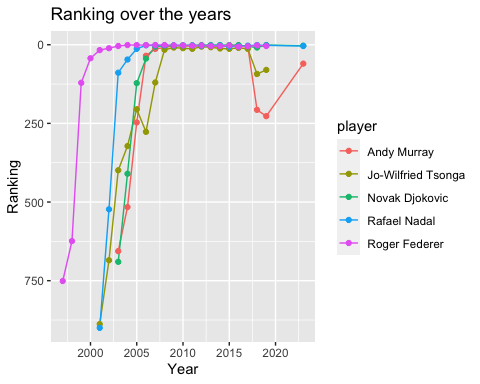 Ranking over the years
0
250
500
750
Ranking
2000
2005
2010
2015
2020
Year
player
Andy Murray
Jo-Wilfried Tsonga
Novak Djokovic
Rafael Nadal
Roger Federer